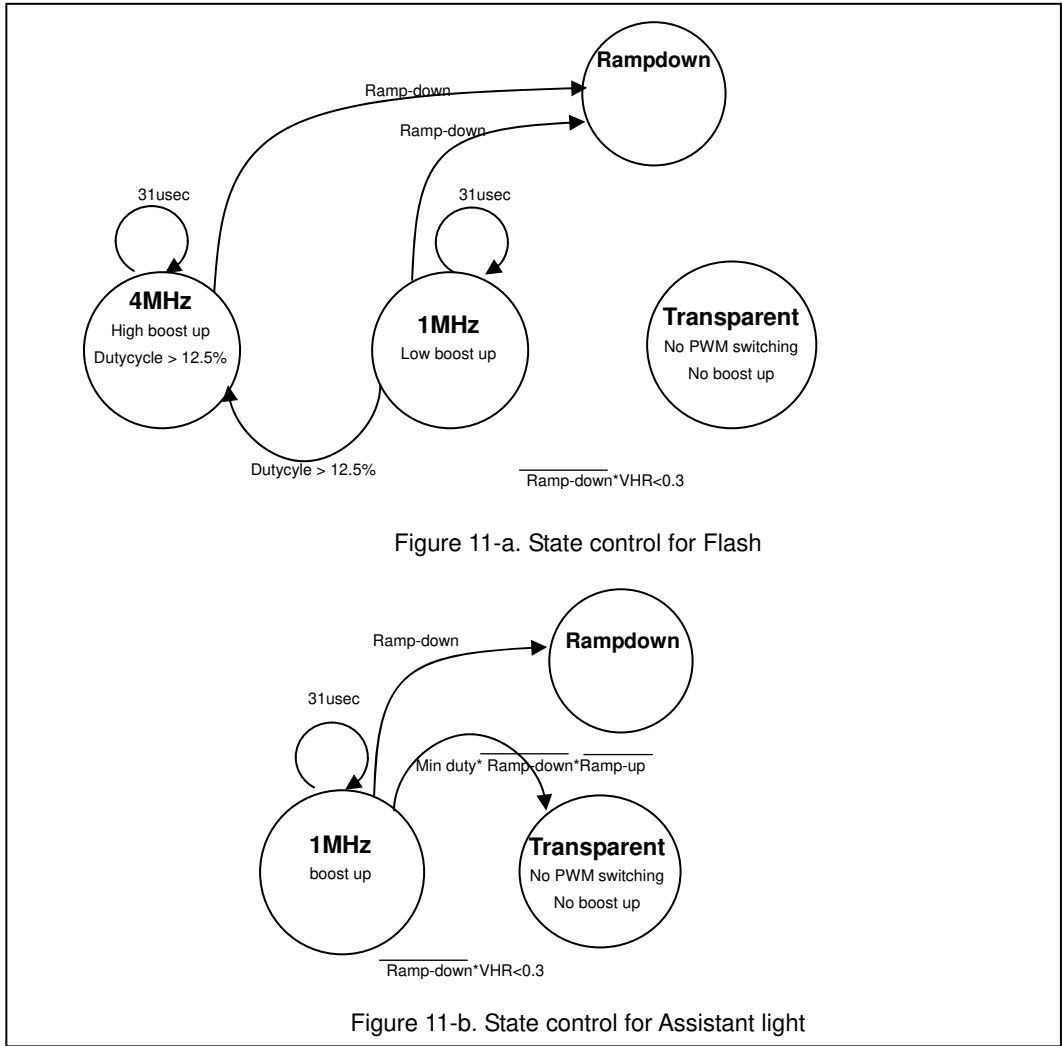 Rampdown
Ramp-down
Ramp-down
31usec
31usec
4MHz
High boost up
Dutycycle > 12.5%
1MHz
Low boost up
Transparent
No PWM switching
No boost up
Dutycyle > 12.5%
Ramp-down*VHR<0.3
Figure 11-a. State control for Flash
Rampdown
Ramp-down
31usec
Min duty* Ramp-down*Ramp-up
1MHz
boost up
Transparent
No PWM switching
No boost up
Ramp-down*VHR<0.3
Figure 11-b. State control for Assistant light